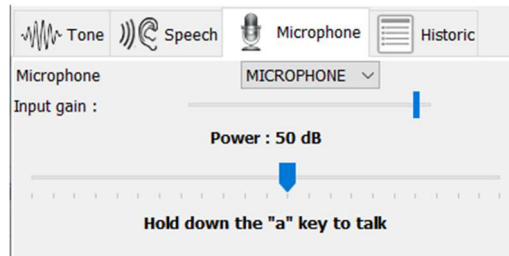 Tone Speech Microphone Historic
Microphone MICROPHONE
Input gain :
Power : 50 dB
Hold down the "a" key to talk